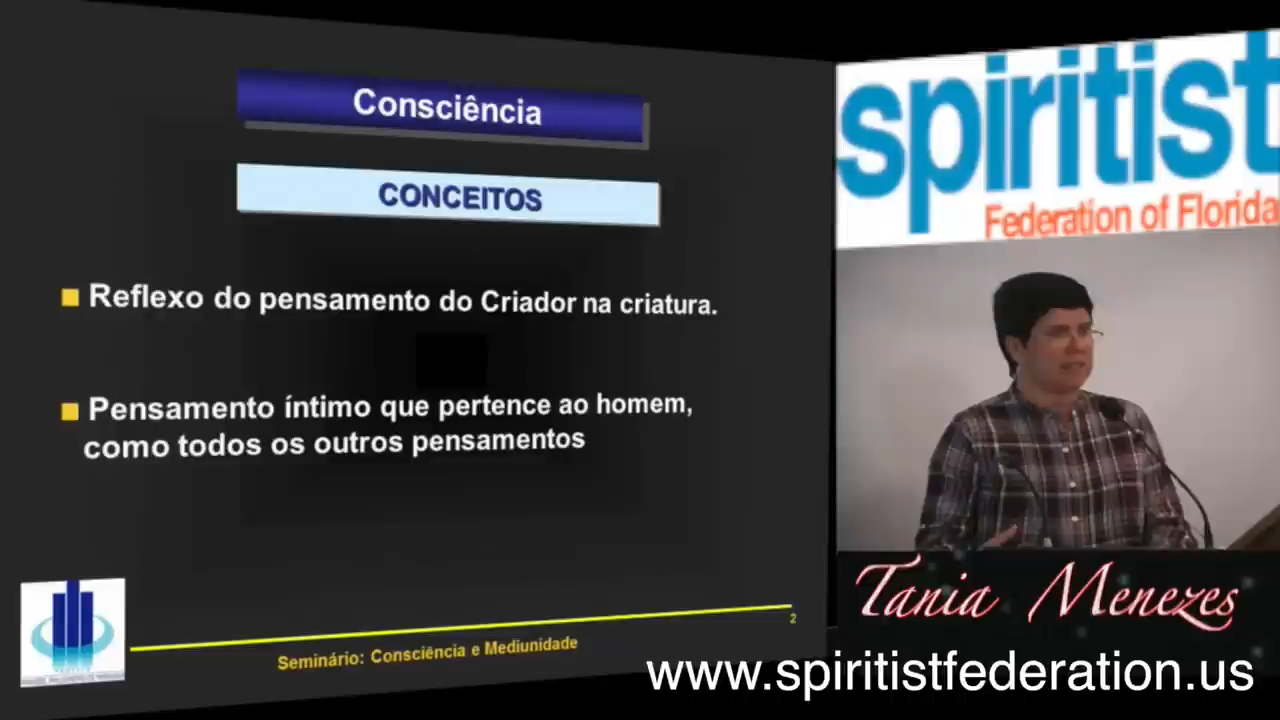 Consciência
CONCEITOS
Reflexo do pensamento do Criador na criatura.
Pensamento íntimo que pertence ao homem,
como todos os outros pensamentos
2
Seminário: Consciência e Mediunidade
spiritist
Federation of Florida
Tania Menezes
www.spiritistfederation.us